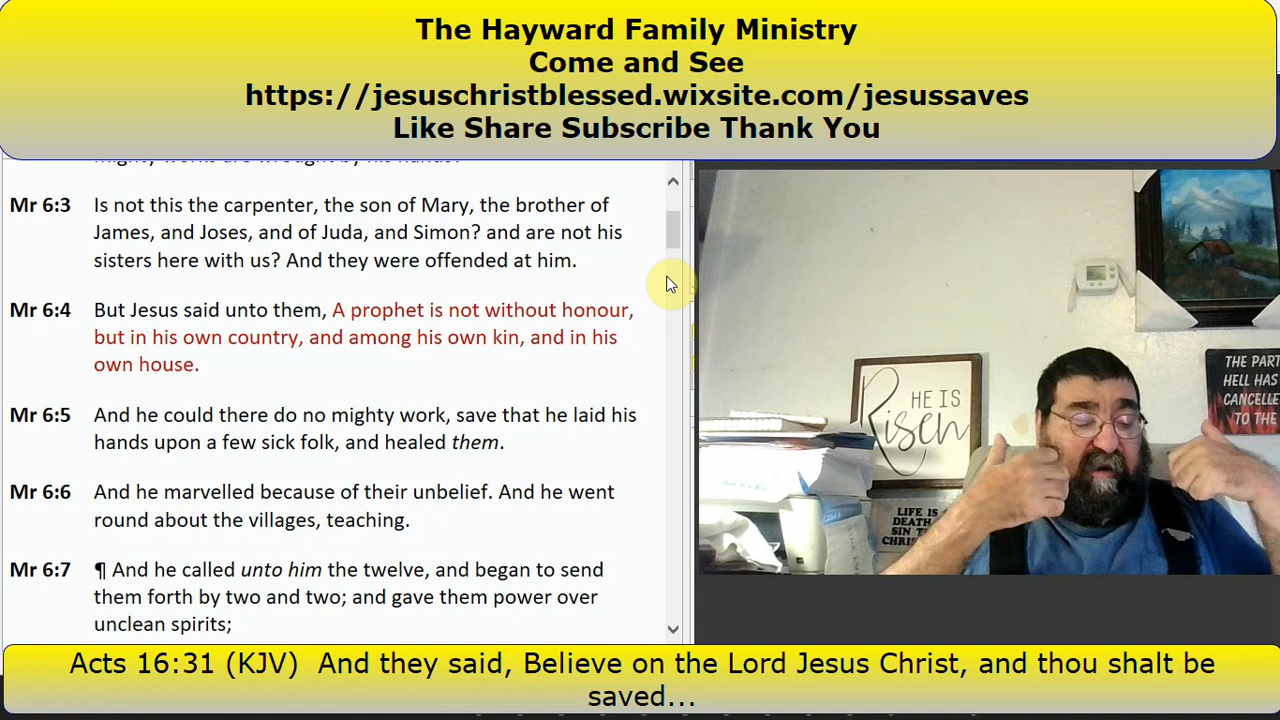 The Hayward Family Ministry
Come and See
https://jesuschristblessed.wixsite.com/jesussaves
Like Share Subscribe Thank You
mighty works are wrought by his hands?
Mr 6:3 Is not this the carpenter, the son of Mary, the brother of
James, and Joses, and of Juda, and Simon? and are not his
sisters here with us? And they were offended at him.
Mr 6:4 But Jesus said unto them, A prophet is not without honour,
but in his own country, and among his own kin, and in his
own house.
Mr 6:5 And he could there do no mighty work, save that he laid his
hands upon a few sick folk, and healed them.
Mr 6:6 And he marvelled because of their unbelief. And he went
round about the villages, teaching.
Mr 6:7 ¶ And he called unto him the twelve, and began to send
them forth by two and two; and gave them power over
unclean spirits;
HE IS
Risen
THE PART
HELL HAS
CANCELLE
TO THE
LIFE IS
DEATH
SIN
CHRIS
Acts 16:31 (KJV) And they said, Believe on the Lord Jesus Christ, and thou shalt be
saved...